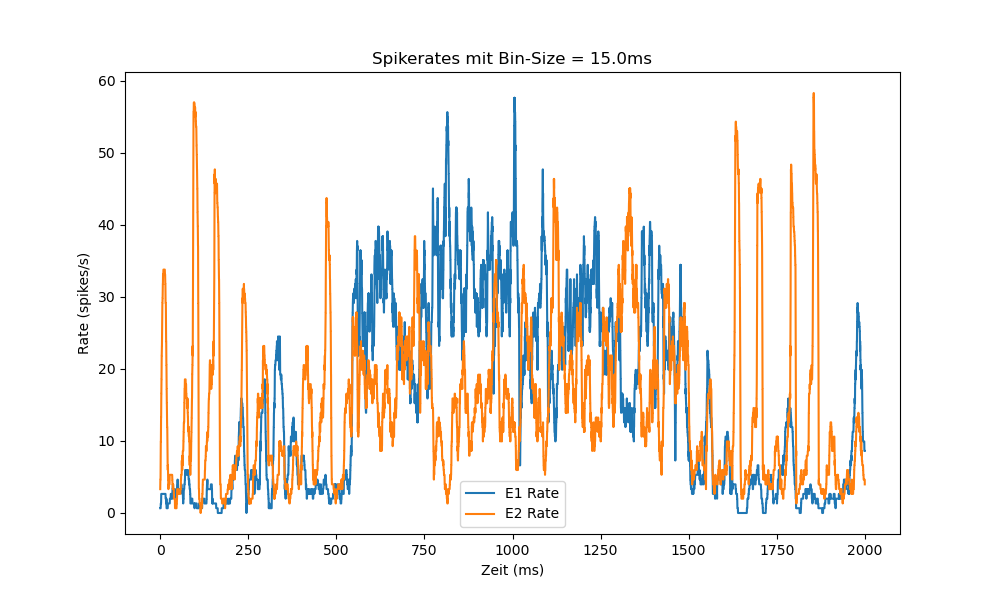 Spikerates mit Bin-Size = 15.0ms
60
50
40
30
20
10
0
Rate (spikes/s)
E1 Rate
E2 Rate
0 250 500 750 1000 1250 1500 1750 2000
Zeit (ms)